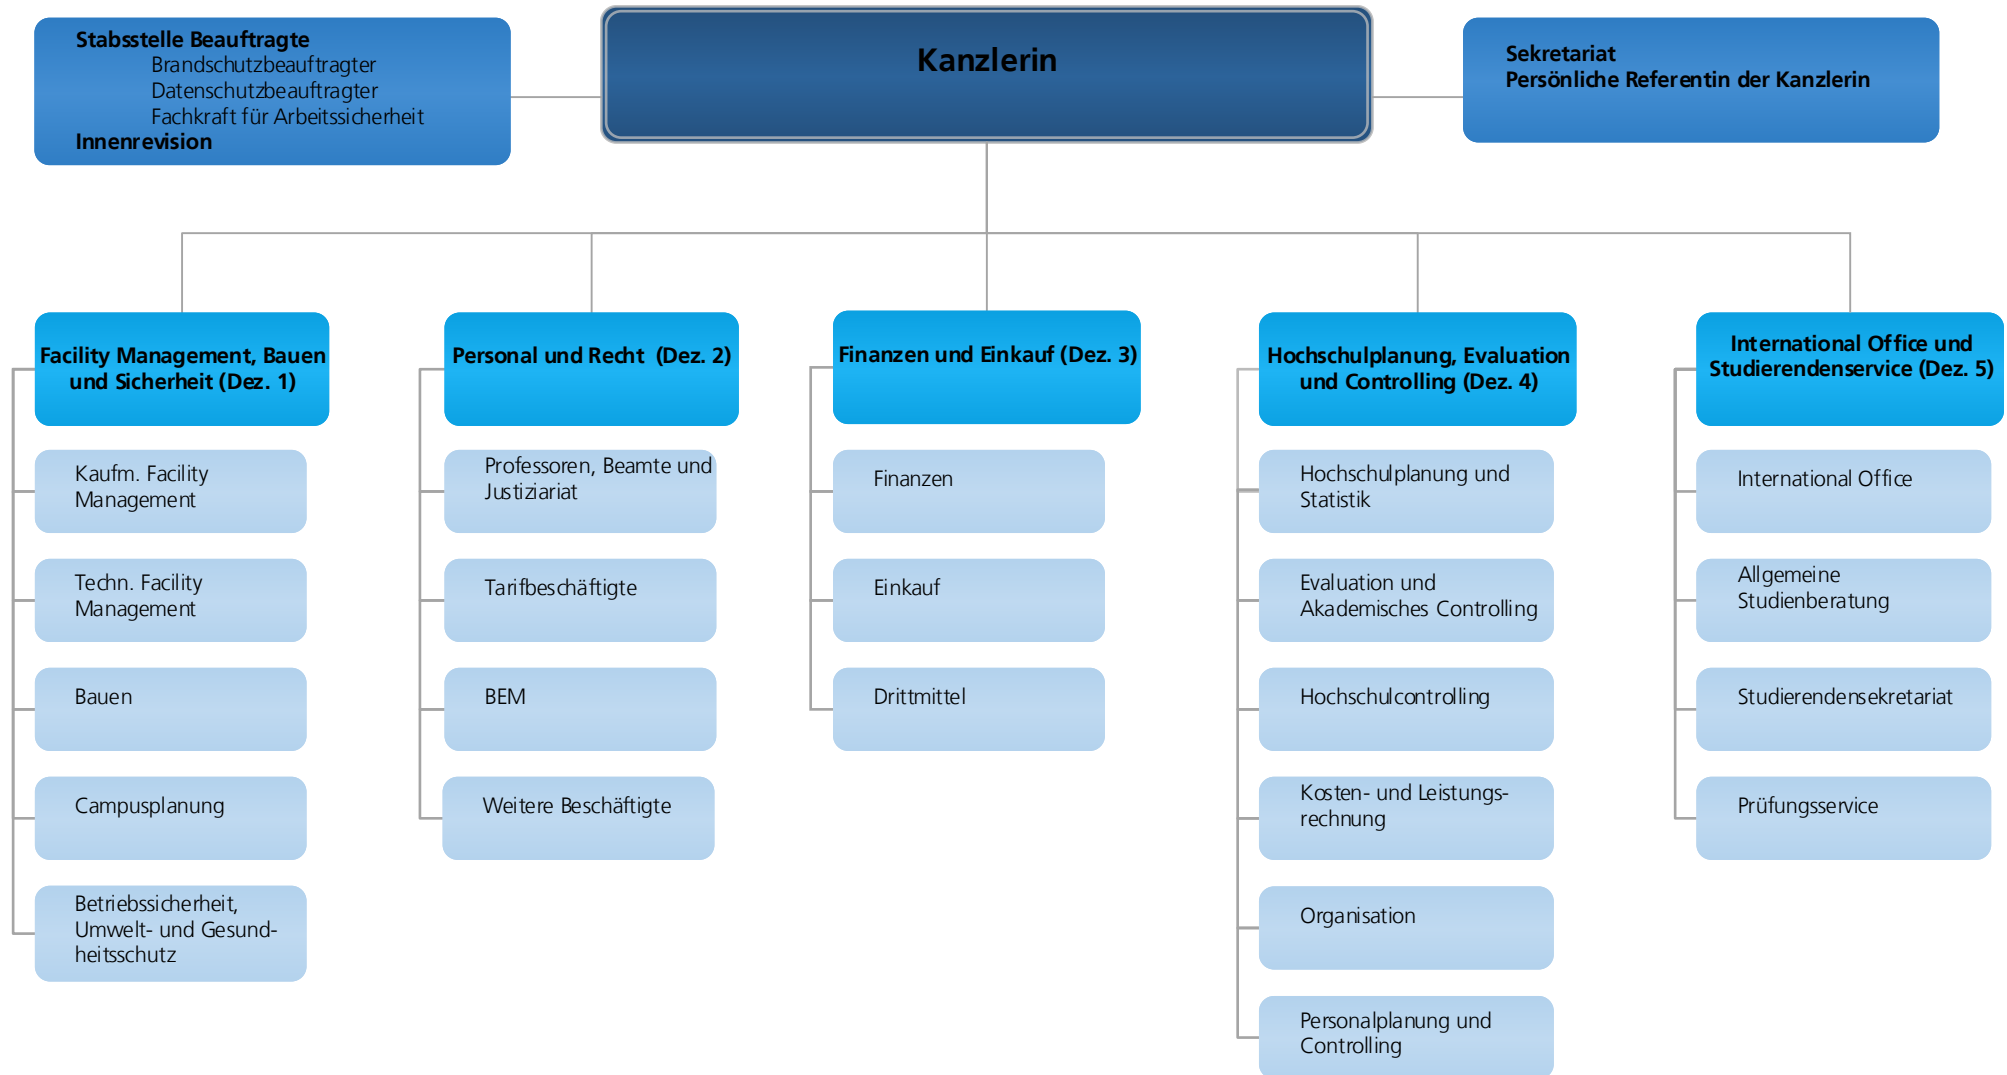 Stabsstelle Beauftragte
Brandschutzbeauftragter
Datenschutzbeauftragter
Fachkraft für Arbeitssicherheit
Innenrevision
Kanzlerin
Sekretariat
Persönliche Referentin der Kanzlerin
Facility Management, Bauen
und Sicherheit (Dez. 1)
Kaufm. Facility
Management
Techn. Facility
Management
Bauen
Campusplanung
Betriebssicherheit,
Umwelt- und Gesund-
heitsschutz
Personal und Recht (Dez. 2)
Professoren, Beamte und
Justiziariat
Tarifbeschäftigte
BEM
Weitere Beschäftigte
Finanzen und Einkauf (Dez. 3)
Finanzen
Einkauf
Drittmittel
Hochschulplanung, Evaluation
und Controlling (Dez. 4)
Hochschulplanung und
Statistik
Evaluation und
Akademisches Controlling
Hochschulcontrolling
Kosten- und Leistungs-
rechnung
Organisation
Personalplanung und
Controlling
International Office und
Studierendenservice (Dez. 5)
International Office
Allgemeine
Studienberatung
Studierendensekretariat
Prüfungsservice